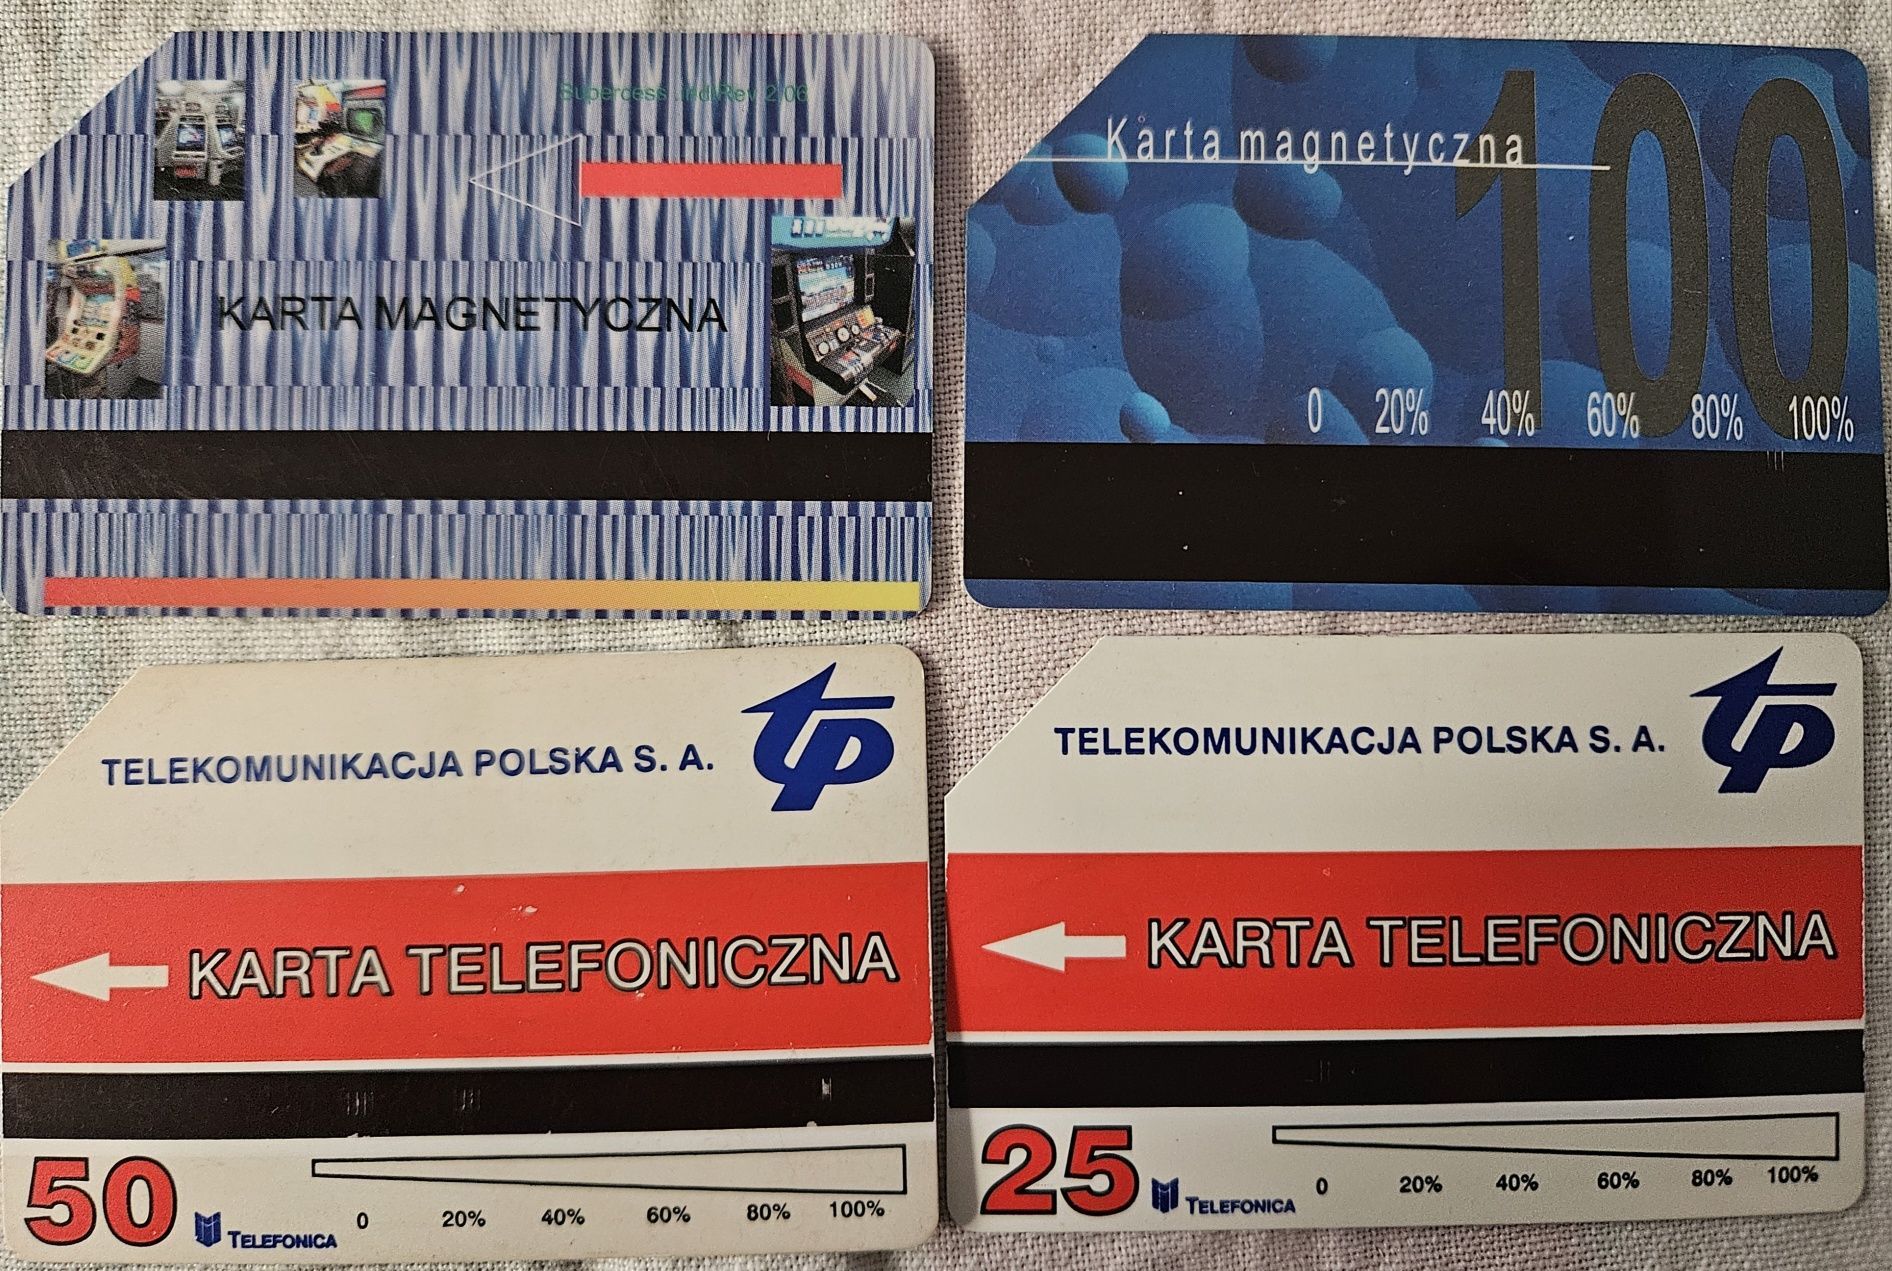 KARTA MAGNETYCZNA
Karta magnetyczna
100
0 20% 40% 60% 80% 100%
TELEKOMUNIKACJA POLSKA S. A.
tp
KARTA TELEFONICZNA
50
TELEFONICA
0 20% 40% 60% 80% 100%
TELEKOMUNIKACJA POLSKA S. A.
tp
KARTA TELEFONICZNA
25
TELEFONICA
0 20% 40% 60% 80% 100%